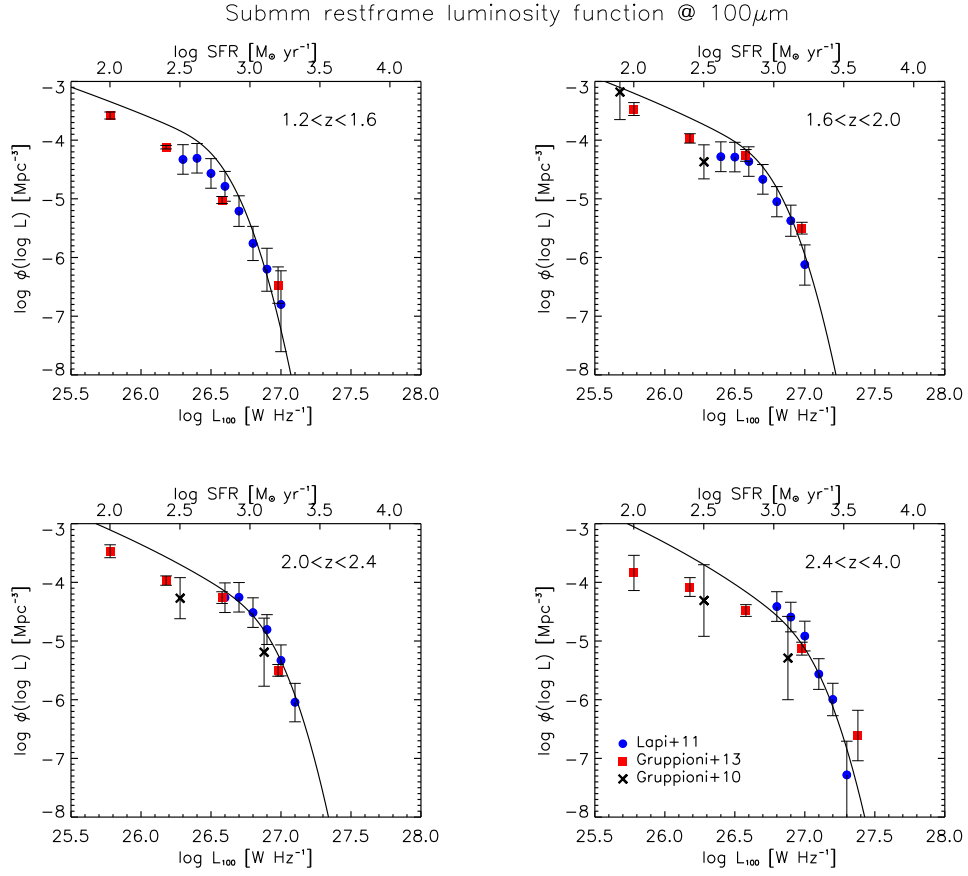 Submm restframe luminosity function @ 100μm
log SFR [M⊙ yr⁻¹]
2.0 2.5 3.0 3.5 4.0
-3
-4
-5
-6
-7
-8
log ϕ(log L) [Mpc⁻³]
1.2<z<1.6
25.5 26.0 26.5 27.0 27.5 28.0
log L₁₀₀ [W Hz⁻¹]
log SFR [M⊙ yr⁻¹]
2.0 2.5 3.0 3.5 4.0
-3
-4
-5
-6
-7
-8
log ϕ(log L) [Mpc⁻³]
1.6<z<2.0
25.5 26.0 26.5 27.0 27.5 28.0
log L₁₀₀ [W Hz⁻¹]
log SFR [M⊙ yr⁻¹]
2.0 2.5 3.0 3.5 4.0
-3
-4
-5
-6
-7
-8
log ϕ(log L) [Mpc⁻³]
2.0<z<2.4
25.5 26.0 26.5 27.0 27.5 28.0
log L₁₀₀ [W Hz⁻¹]
log SFR [M⊙ yr⁻¹]
2.0 2.5 3.0 3.5 4.0
-3
-4
-5
-6
-7
-8
log ϕ(log L) [Mpc⁻³]
2.4<z<4.0
Lapi+11
Gruppioni+13
Gruppioni+10
25.5 26.0 26.5 27.0 27.5 28.0
log L₁₀₀ [W Hz⁻¹]